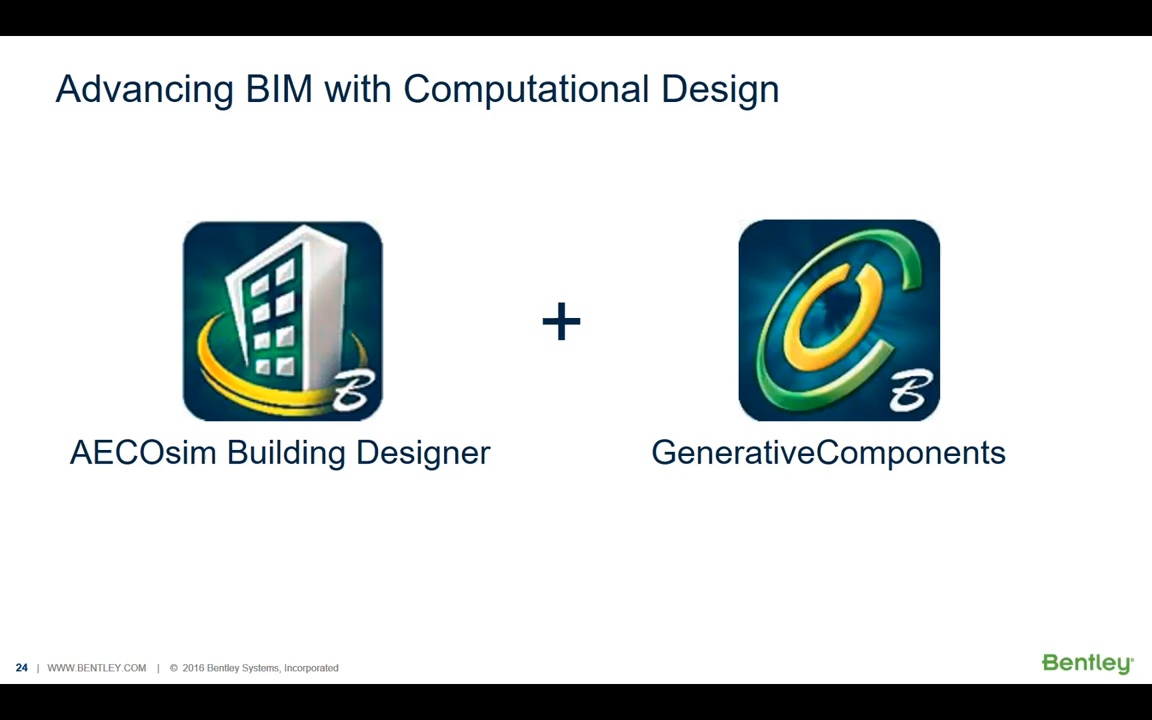 Advancing BIM with Computational Design
B
B
+
AECOsim Building Designer
GenerativeComponents
24 | WWW.BENTLEY.COM | © 2016 Bentley Systems, Incorporated
Bentley®